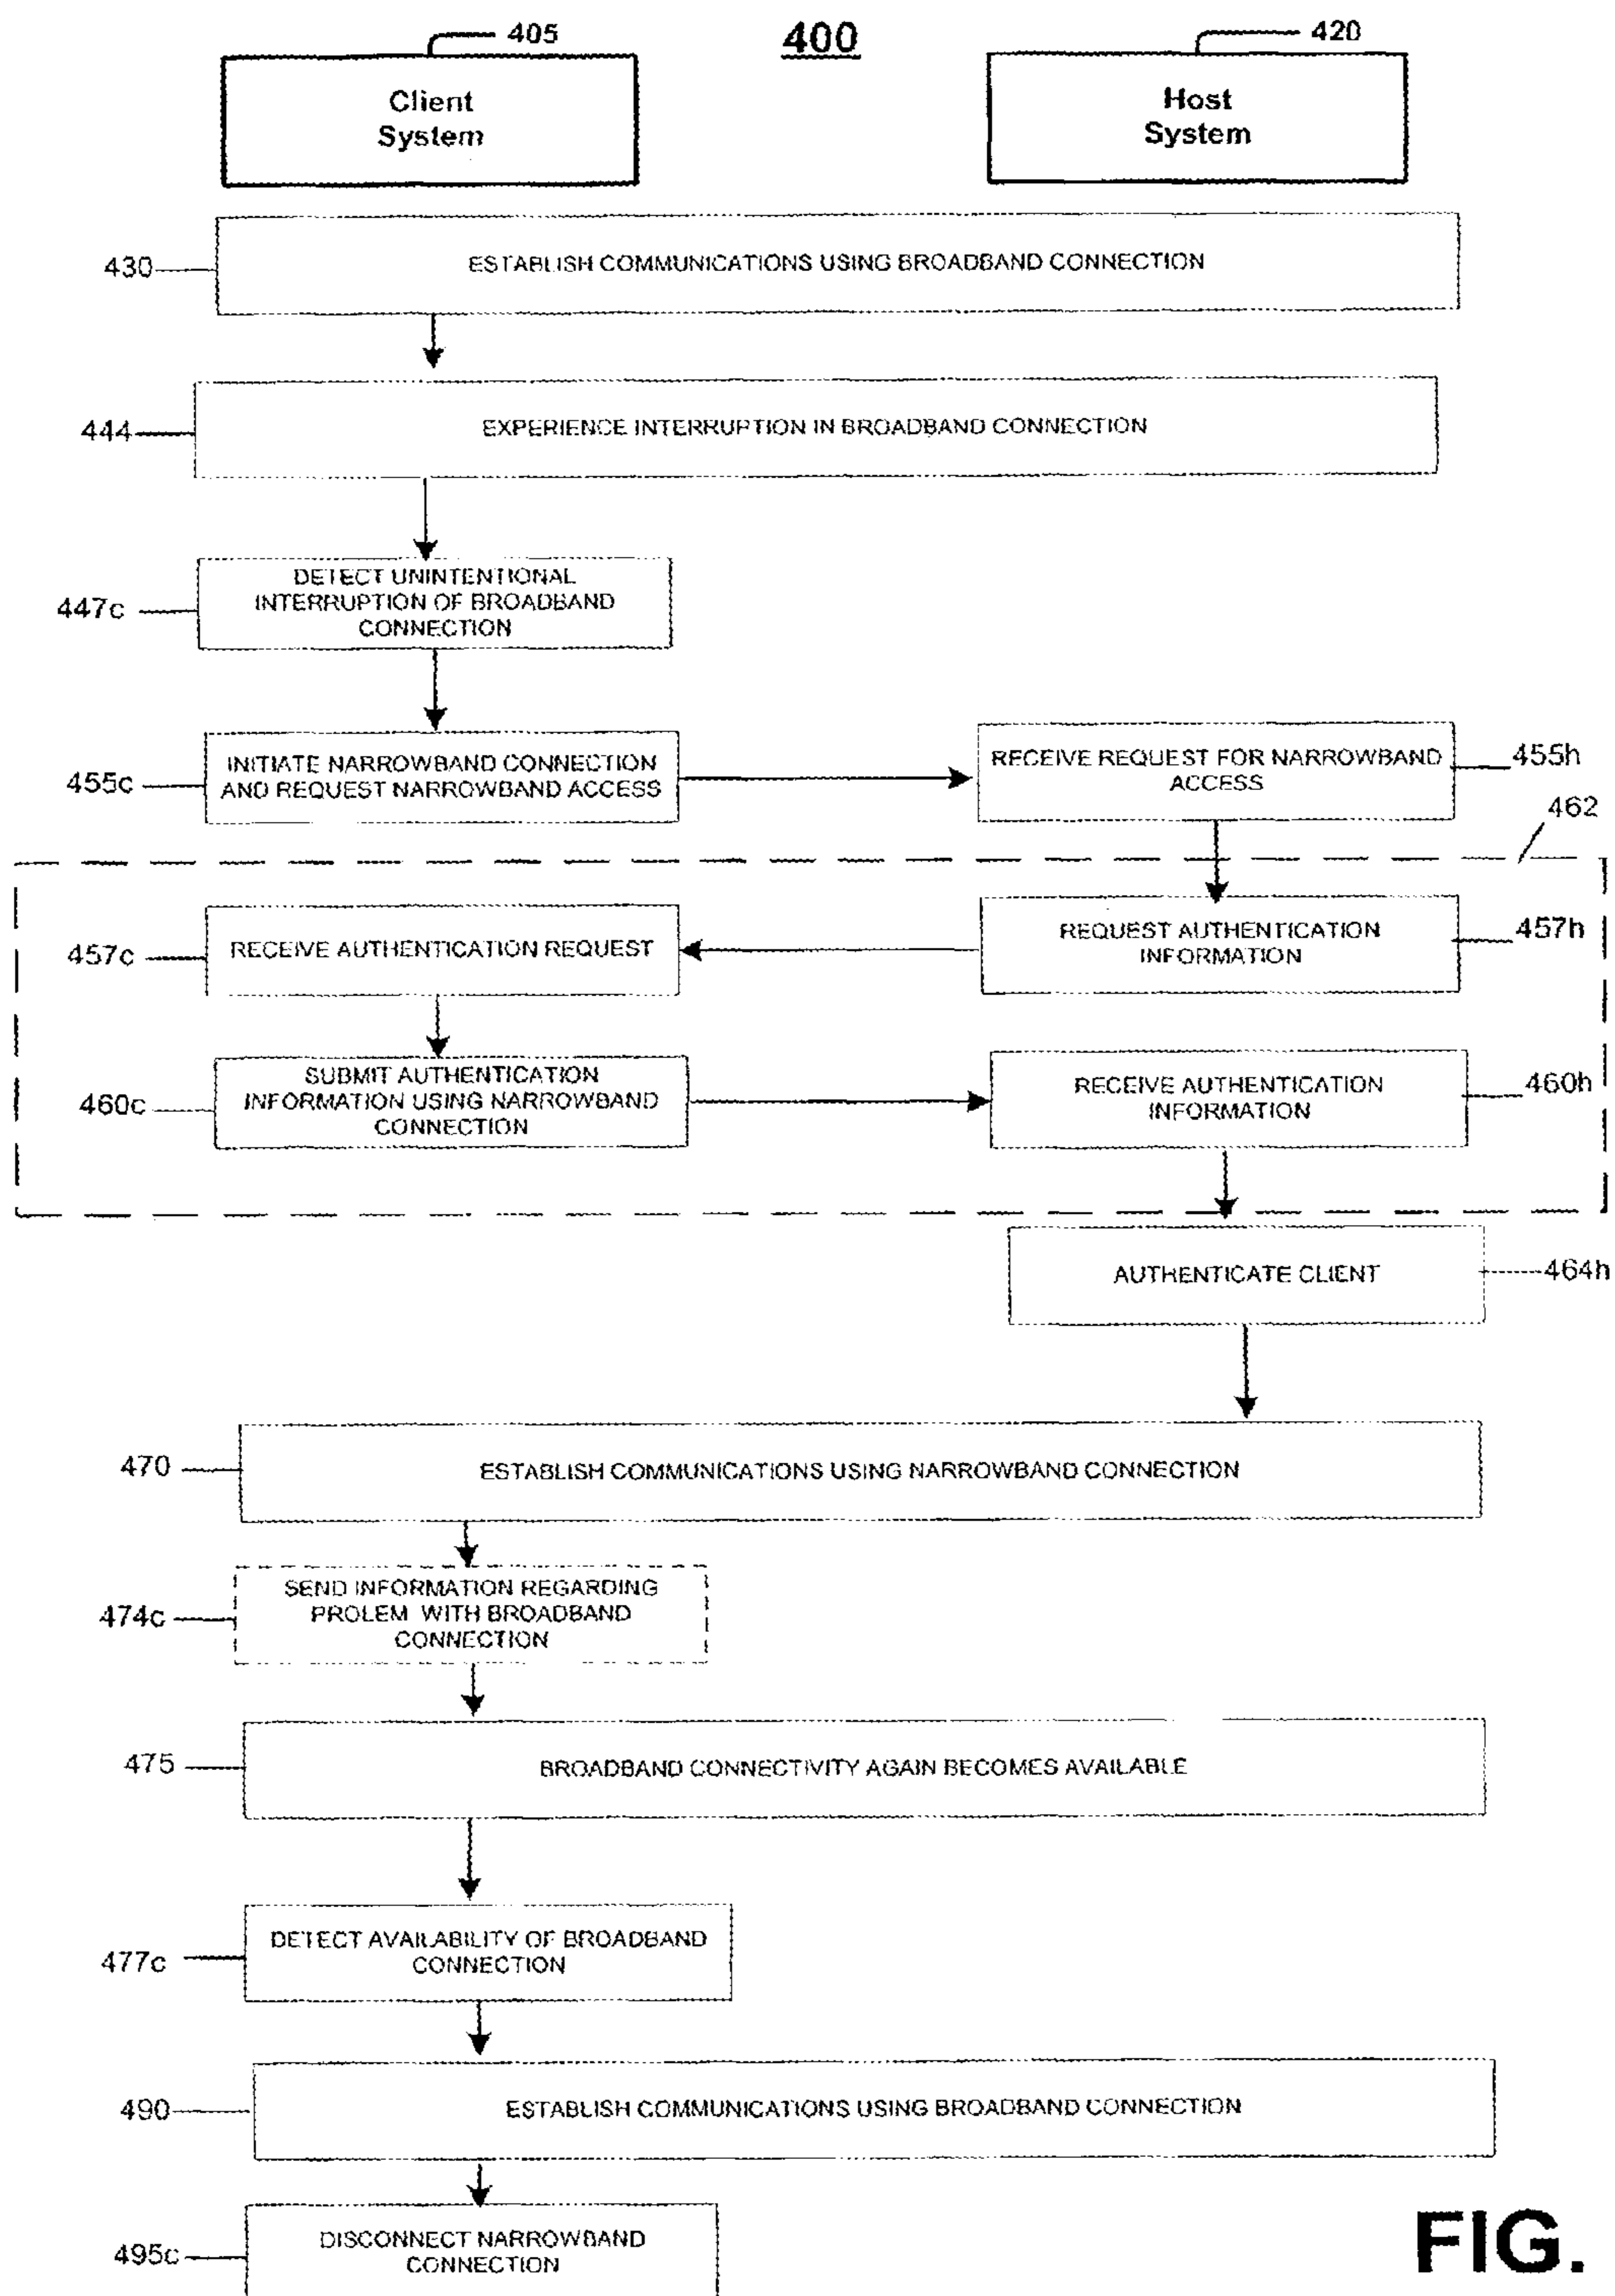 405
400
420
Client
System
Host
System
430
ESTABLISH COMMUNICATIONS USING BROADBAND CONNECTION
444
EXPERIENCE INTERRUPTION IN BROADBAND CONNECTION
447c
DETECT UNINTENTIONAL
INTERRUPTION OF BROADBAND
CONNECTION
455c
INITIATE NARROWBAND CONNECTION
AND REQUEST NARROWBAND ACCESS
RECEIVE REQUEST FOR NARROWBAND
ACCESS
455h
462
457c
RECEIVE AUTHENTICATION REQUEST
REQUEST AUTHENTICATION
INFORMATION
457h
460c
SUBMIT AUTHENTICATION
INFORMATION USING NARROWBAND
CONNECTION
RECEIVE AUTHENTICATION
INFORMATION
460h
AUTHENTICATE CLIENT
464h
470
ESTABLISH COMMUNICATIONS USING NARROWBAND CONNECTION
474c
SEND INFORMATION REGARDING
PROLEM WITH BROADBAND
CONNECTION
475
BROADBAND CONNECTIVITY AGAIN BECOMES AVAILABLE
477c
DETECT AVAILABILITY OF BROADBAND
CONNECTION
490
ESTABLISH COMMUNICATIONS USING BROADBAND CONNECTION
495c
DISCONNECT NARROWBAND
CONNECTION
FIG.